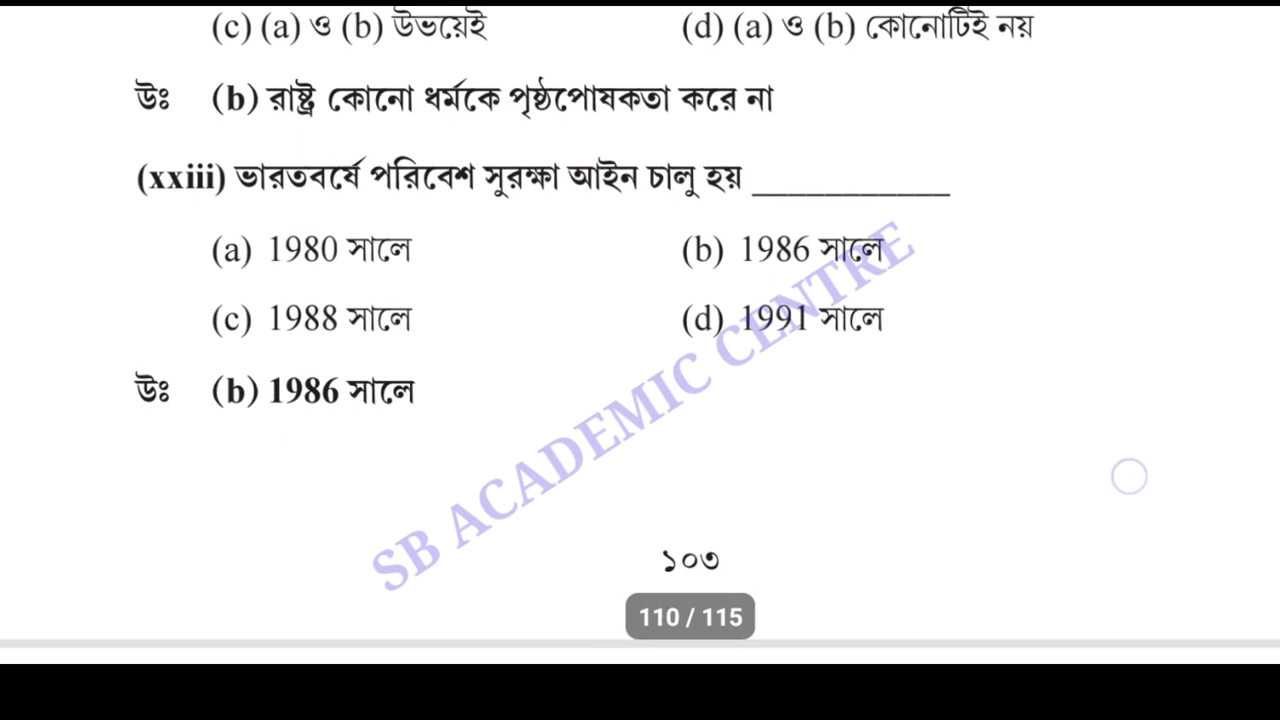 (c) (a) ও (b) উভয়েই (d) (a) ও (b) কোনোটিই নয়
উঃ (b) রাষ্ট্র কোনো ধর্মকে পৃষ্ঠপোষকতা করে না
(xxiii) ভারতবর্ষে পরিবেশ সুরক্ষা আইন চালু হয় ___________
(a) 1980 সালে (b) 1986 সালে
(c) 1988 সালে (d) 1991 সালে
উঃ (b) 1986 সালে
SB ACADEMIC CENTRE
১০৩
110 / 115